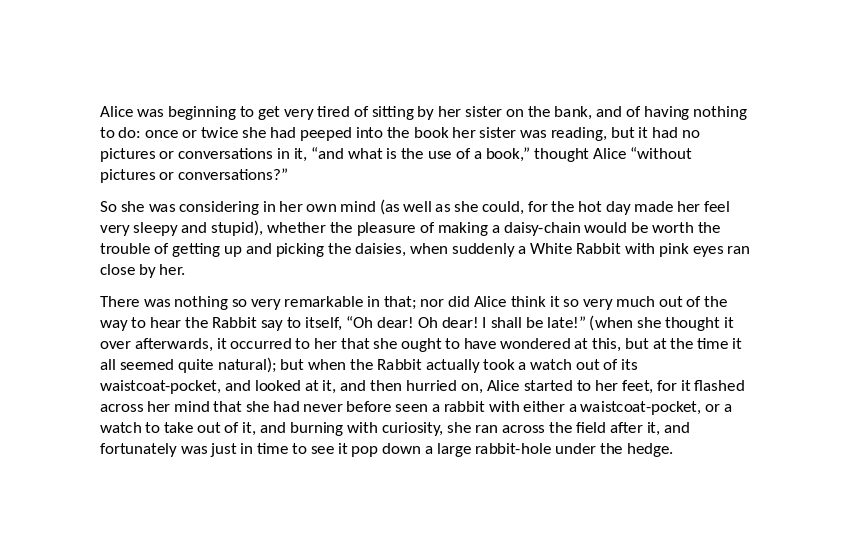 Alice was beginning to get very tired of sitting by her sister on the bank, and of having nothing
to do: once or twice she had peeped into the book her sister was reading, but it had no
pictures or conversations in it, “and what is the use of a book,” thought Alice “without
pictures or conversations?”
So she was considering in her own mind (as well as she could, for the hot day made her feel
very sleepy and stupid), whether the pleasure of making a daisy-chain would be worth the
trouble of getting up and picking the daisies, when suddenly a White Rabbit with pink eyes ran
close by her.
There was nothing so very remarkable in that; nor did Alice think it so very much out of the
way to hear the Rabbit say to itself, “Oh dear! Oh dear! I shall be late!” (when she thought it
over afterwards, it occurred to her that she ought to have wondered at this, but at the time it
all seemed quite natural); but when the Rabbit actually took a watch out of its
waistcoat-pocket, and looked at it, and then hurried on, Alice started to her feet, for it flashed
across her mind that she had never before seen a rabbit with either a waistcoat-pocket, or a
watch to take out of it, and burning with curiosity, she ran across the field after it, and
fortunately was just in time to see it pop down a large rabbit-hole under the hedge.